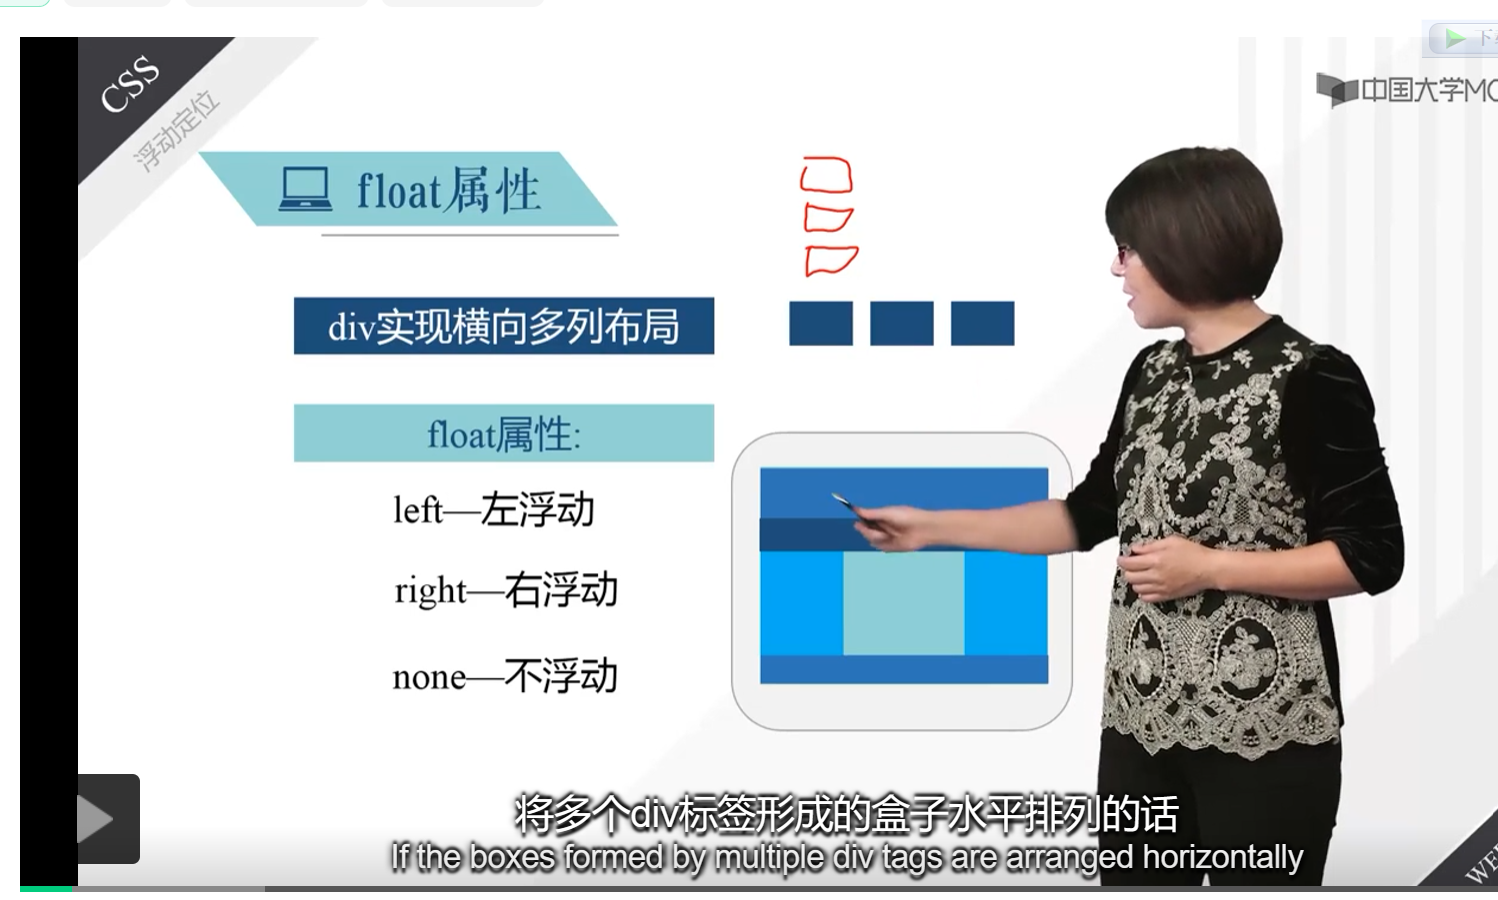 CSS
浮动定位
下
中国大学MO
float属性
div实现横向多列布局
float属性:
left—左浮动
right—右浮动
none—不浮动
将多个div标签形成的盒子水平排列的话
If the boxes formed by multiple div tags are arranged horizontally